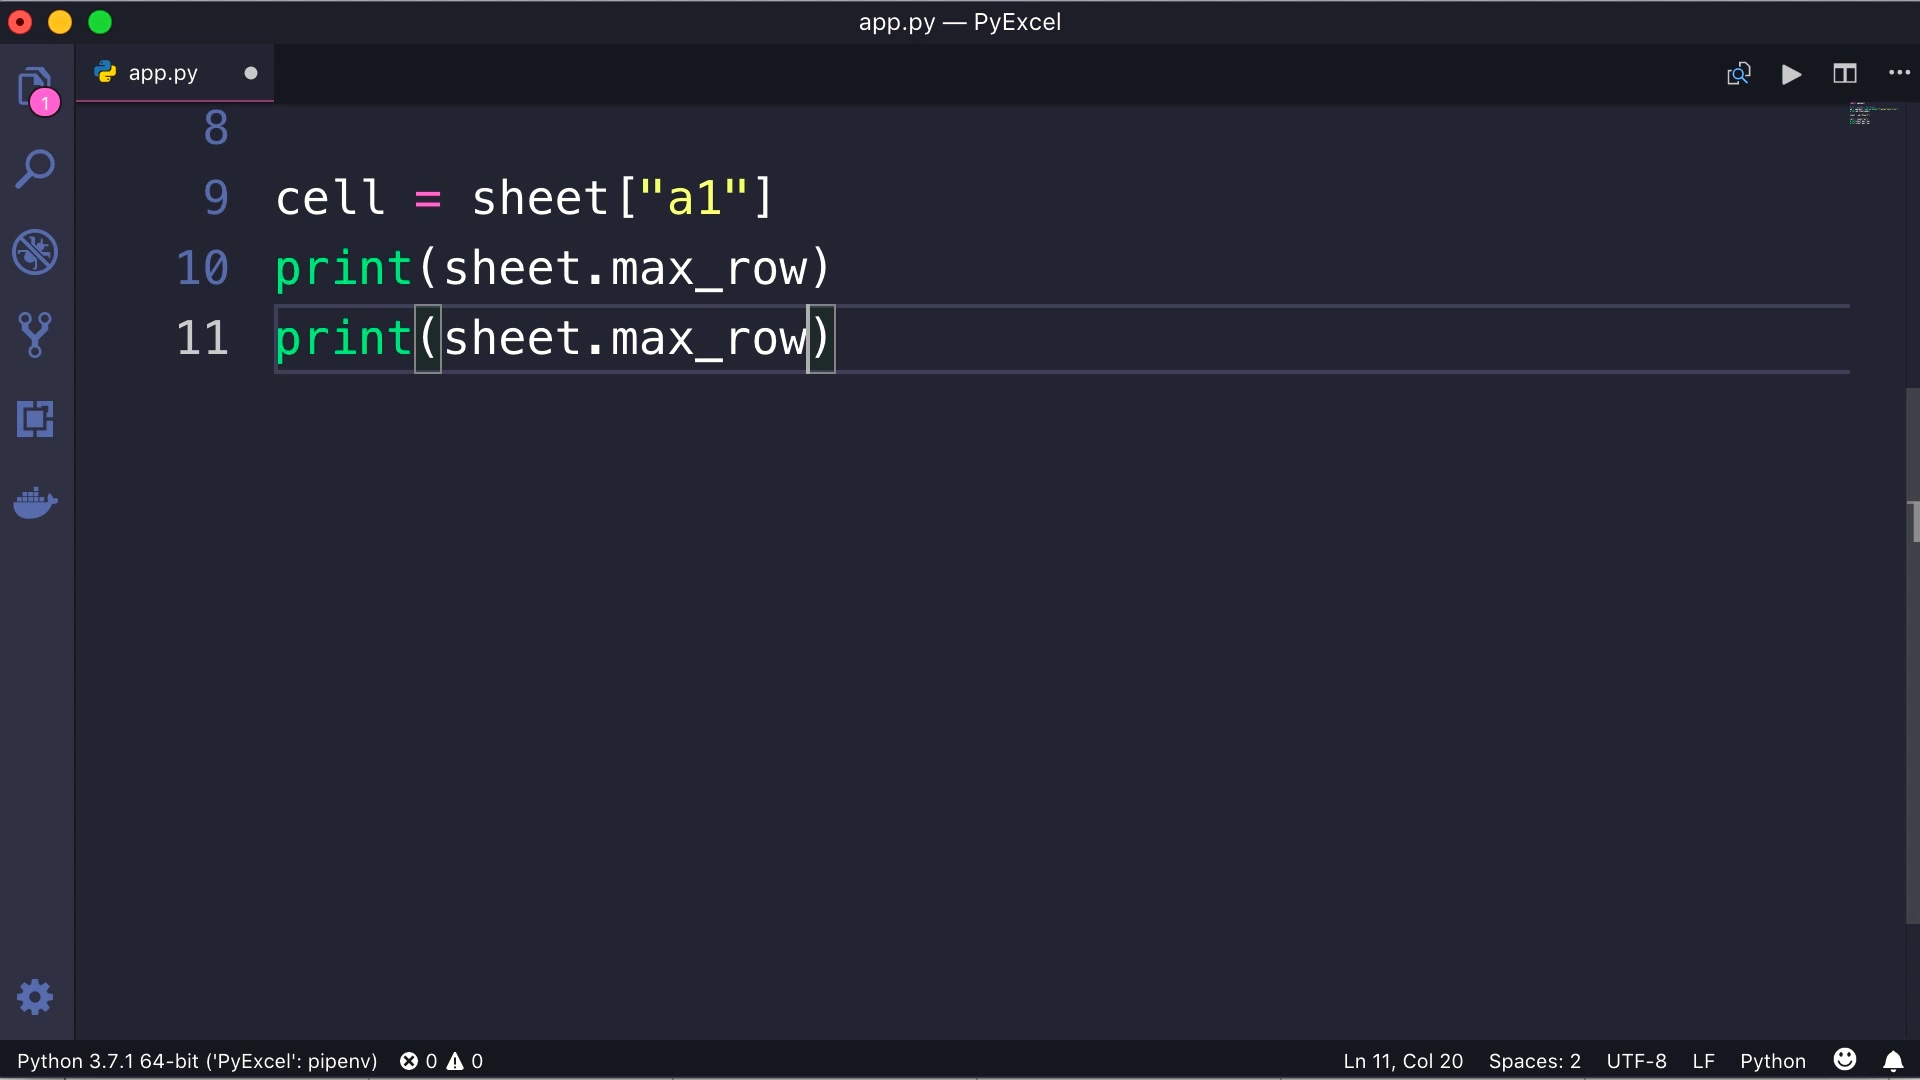 app.py — PyExcel
app.py
1
8
9 cell = sheet["a1"]
10 print(sheet.max_row)
11 print(sheet.max_row)
Python 3.7.1 64-bit ('PyExcel': pipenv) 0 0 Ln 11, Col 20 Spaces: 2 UTF-8 LF Python